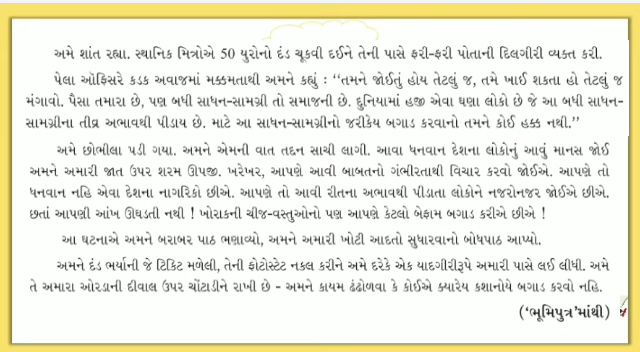 અમે શાંત રહ્યા. સ્થાનિક મિત્રોએ 50 યુરોનો દંડ ચૂકવી દઈને તેની પાસે ફરી-ફરી પોતાની દિલગીરી વ્યક્ત કરી.
પેલા ઑફિસરે કડક અવાજમાં મક્કમતાથી અમને કહ્યું : “તમને જોઈતું હોય તેટલું જ, તમે ખાઈ શકતા હો તેટલું જ
મંગાવો. પૈસા તમારા છે, પણ બધી સાધન-સામગ્રી તો સમાજની છે. દુનિયામાં હજી એવા ઘણા લોકો છે જે આ બધી સાધન-
સામગ્રીના તીવ્ર અભાવથી પીડાય છે. માટે આ સાધન-સામગ્રીનો જરીકેય બગાડ કરવાનો તમને કોઈ હક્ક નથી.”
અમે છોભીલા પડી ગયા. અમને એમની વાત તદન સાચી લાગી. આવા ધનવાન દેશના લોકોનું આવું માનસ જોઈ
અમને અમારી જાત ઉપર શરમ ઊપજી. ખરેખર, આપણે આવી બાબતનો ગંભીરતાથી વિચાર કરવો જોઈએ. આપણે તો
ધનવાન નહિ એવા દેશના નાગરિકો છીએ. આપણે તો આવી રીતના અભાવથી પીડાતા લોકોને નજરોનજર જોઈએ છીએ.
છતાં આપણી આંખ ઊઘડતી નથી ! ખોરાકની ચીજ-વસ્તુઓનો પણ આપણે કેટલો બેફામ બગાડ કરીએ છીએ !
આ ઘટનાએ અમને બરાબર પાઠ ભણાવ્યો, અમને અમારી ખોટી આદતો સુધારવાનો બોધપાઠ આપ્યો.
અમને દંડ ભર્યાની જે ટિકિટ મળેલી, તેની ફોટોસ્ટેટ નકલ કરીને અમે દરેકે એક યાદગીરીરૂપે અમારી પાસે લઈ લીધી. અમે
તે અમારા ઓરડાની દીવાલ ઉપર ચોંટાડીને રાખી છે - અમને કાયમ ઢંઢોળવા કે કોઈએ ક્યારેય કશાનોયે બગાડ કરવો નહિ.
(‘ભૂમિપુત્ર’માંથી)